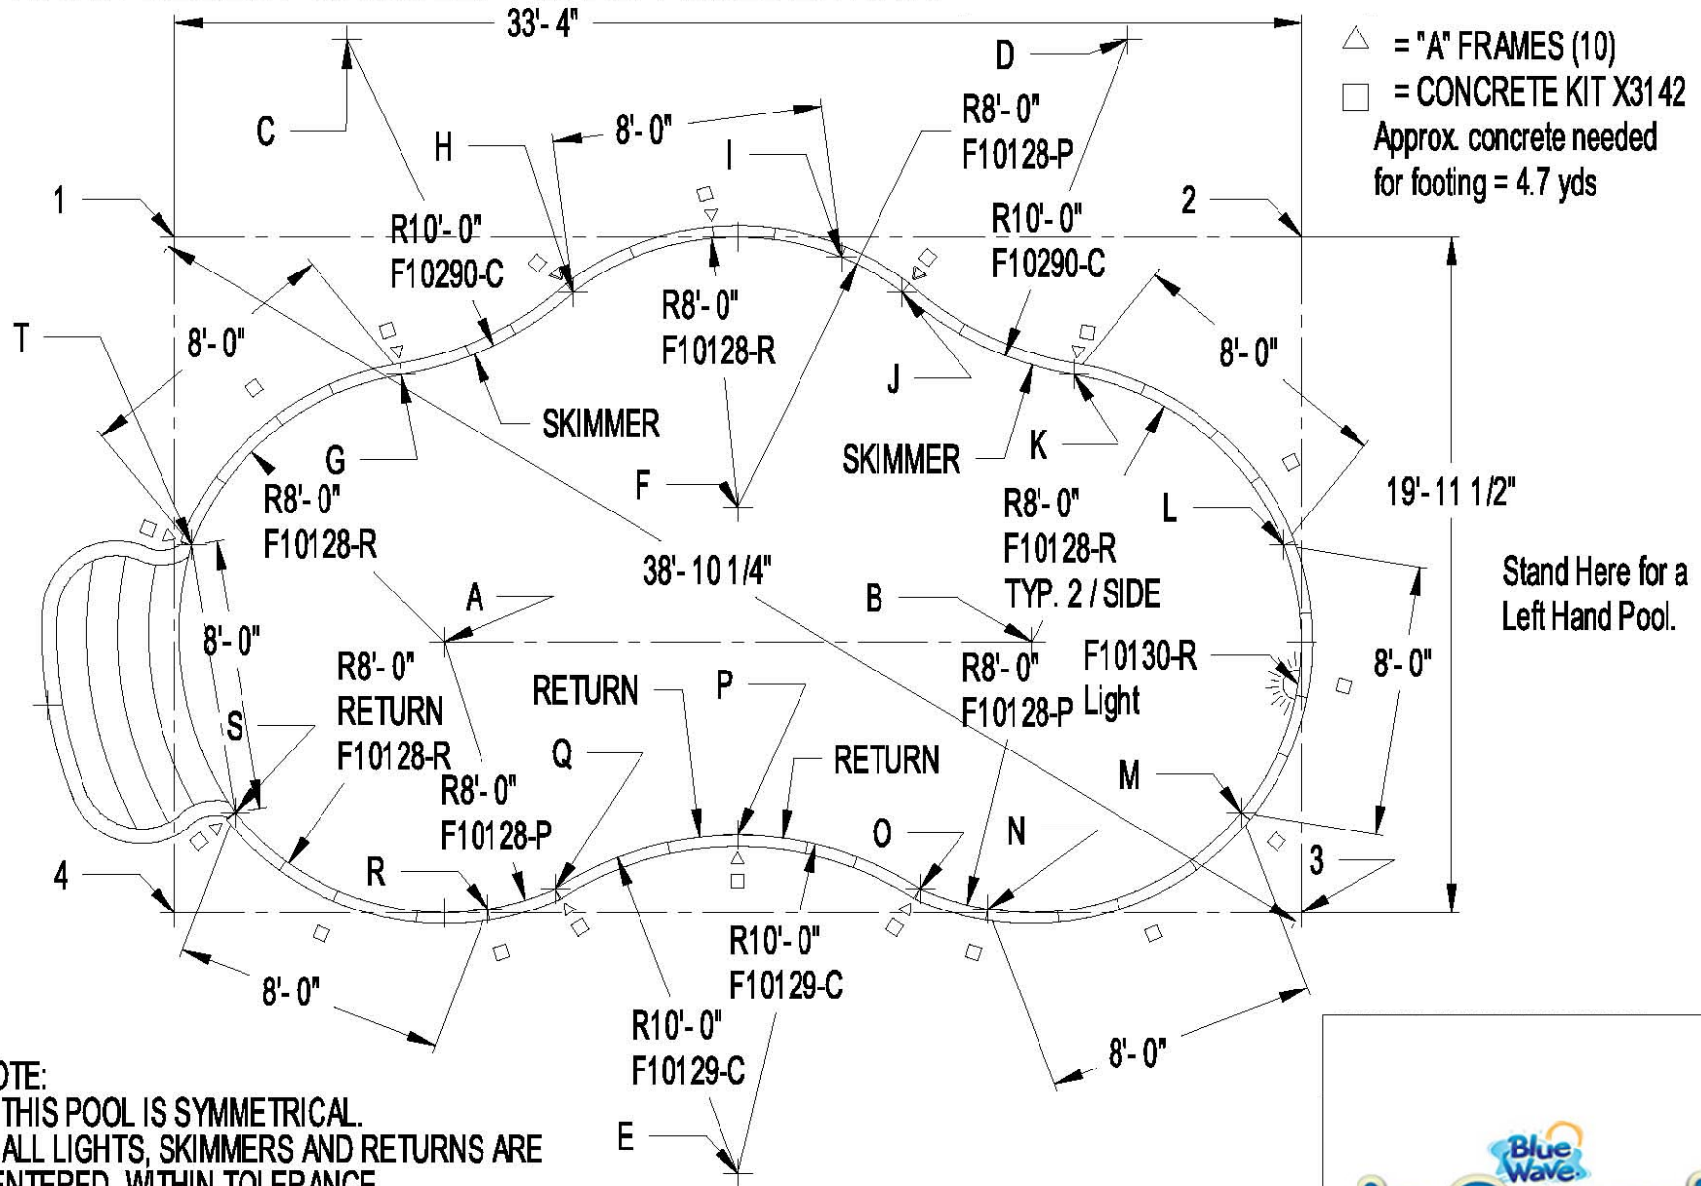 33'- 4"
C
D
= "A" FRAMES (10)
= CONCRETE KIT X3142
Approx. concrete needed
for footing = 4.7 yds
H
8'- 0"
I
R8'- 0"
F10128-P
1
2
R10'- 0"
F10290-C
R10'- 0"
F10290-C
T
8'- 0"
R8'- 0"
F10128-R
J
8'- 0"
SKIMMER
SKIMMER
K
G
R8'- 0"
F10128-R
F
R8'- 0"
F10128-R
TYP. 2 / SIDE
L
19'- 11 1/2"
38'- 10 1/4"
Stand Here for a
Left Hand Pool.
A
B
8'- 0"
R8'- 0"
RETURN
F10128-R
RETURN
P
R8'- 0"
F10128-P
F10130-R
Light
8'- 0"
S
Q
RETURN
M
R8'- 0"
F10128-P
O
N
R
4
3
R10'- 0"
F10129-C
8'- 0"
R10'- 0"
F10129-C
8'- 0"
E
OTE:
THIS POOL IS SYMMETRICAL.
ALL LIGHTS, SKIMMERS AND RETURNS ARE
ENTERED, WITHIN TOLERANCE
Blue
Wave